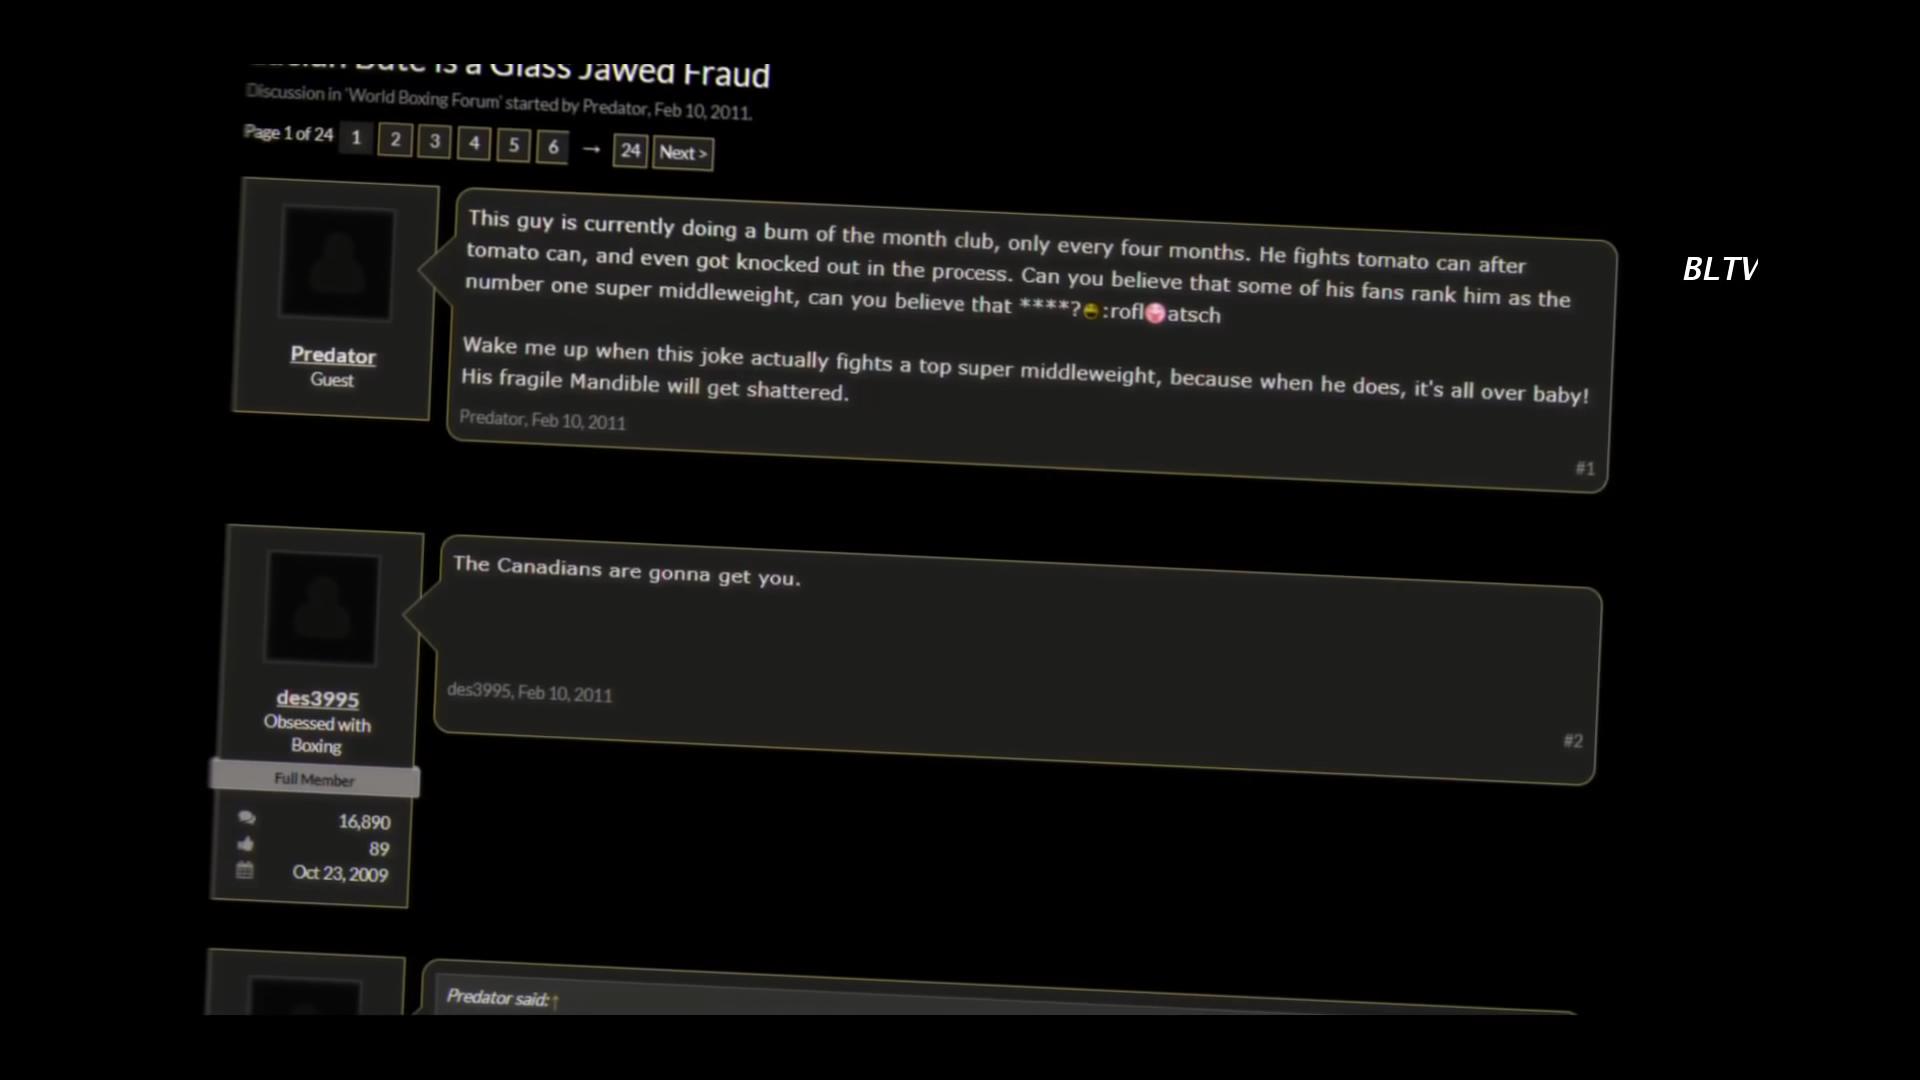 Bute is a Glass Jawed Fraud
Discussion in 'World Boxing Forum' started by Predator, Feb 10, 2011.
Page 1 of 24 1 2 3 4 5 6 → 24 Next >
This guy is currently doing a bum of the month club, only every four months. He fights tomato can after
tomato can, and even got knocked out in the process. Can you believe that some of his fans rank him as the
number one super middleweight, can you believe that ****? :rofl atsch
Wake me up when this joke actually fights a top super middleweight, because when he does, it's all over baby!
His fragile Mandible will get shattered.
Predator, Feb 10, 2011
#1
Predator
Guest
BLTV
The Canadians are gonna get you.
des3995, Feb 10, 2011
#2
des3995
Obsessed with
Boxing
Full Member
16,890
89
Oct 23, 2009
Predator said: ↑